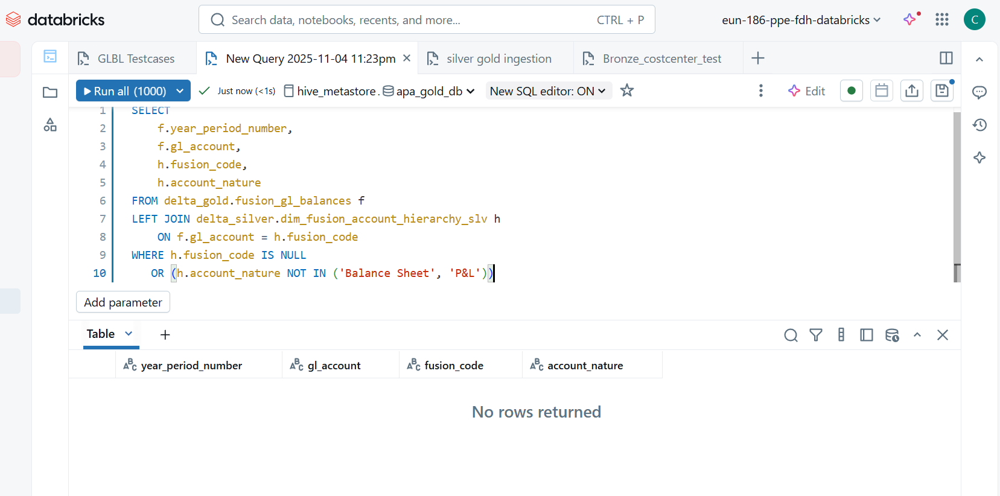 databricks
Search data, notebooks, recents, and more...
CTRL + P
eun-186-ppe-fdh-databricks
C
GLBL Testcases
New Query 2025-11-04 11:23pm
silver gold ingestion
Bronze_costcenter_test
Run all (1000)
Just now (<1s)
hive_metastore.
apa_gold_db
New SQL editor: ON
Edit
1 SELECT
2 f.year_period_number,
3 f.gl_account,
4 h.fusion_code,
5 h.account_nature
6 FROM delta_gold.fusion_gl_balances f
7 LEFT JOIN delta_silver.dim_fusion_account_hierarchy_slv h
8 ON f.gl_account = h.fusion_code
9 WHERE h.fusion_code IS NULL
10 OR (h.account_nature NOT IN ('Balance Sheet', 'P&L'))
Add parameter
Table
ABC year_period_number
ABC gl_account
ABC fusion_code
ABC account_nature
No rows returned